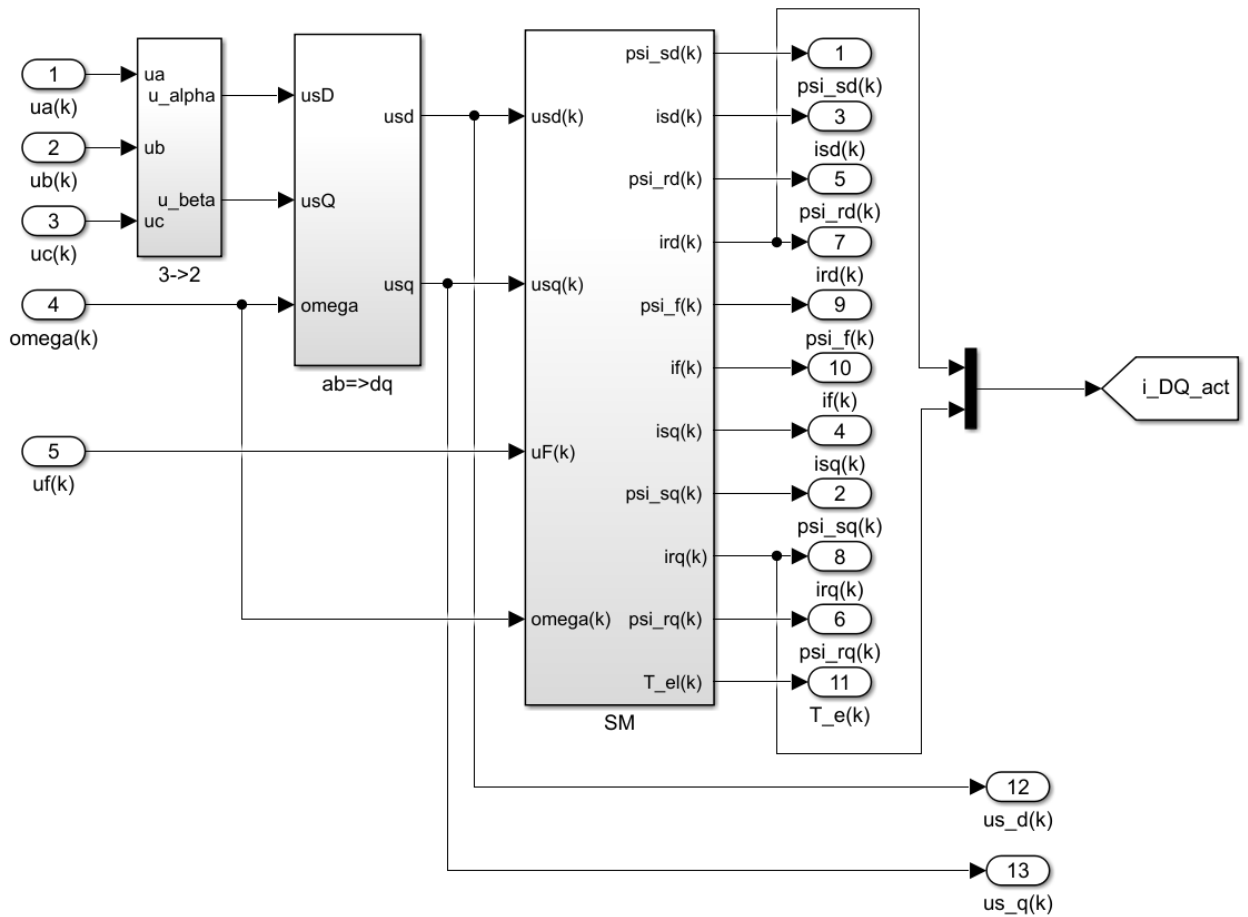 1
ua(k)
2
ub(k)
3
uc(k)
4
omega(k)
5
uf(k)
ua
u_alpha
ub
u_beta
uc
3->2
usD
usd
usQ
usq
omega
ab=>dq
usd(k)
usq(k)
uF(k)
omega(k)
psi_sd(k)
isd(k)
psi_rd(k)
ird(k)
psi_f(k)
if(k)
isq(k)
psi_sq(k)
irq(k)
psi_rq(k)
T_el(k)
SM
1
psi_sd(k)
3
isd(k)
5
psi_rd(k)
7
ird(k)
9
psi_f(k)
10
if(k)
4
isq(k)
2
psi_sq(k)
8
irq(k)
6
psi_rq(k)
11
T_e(k)
i_DQ_act
12
us_d(k)
13
us_q(k)